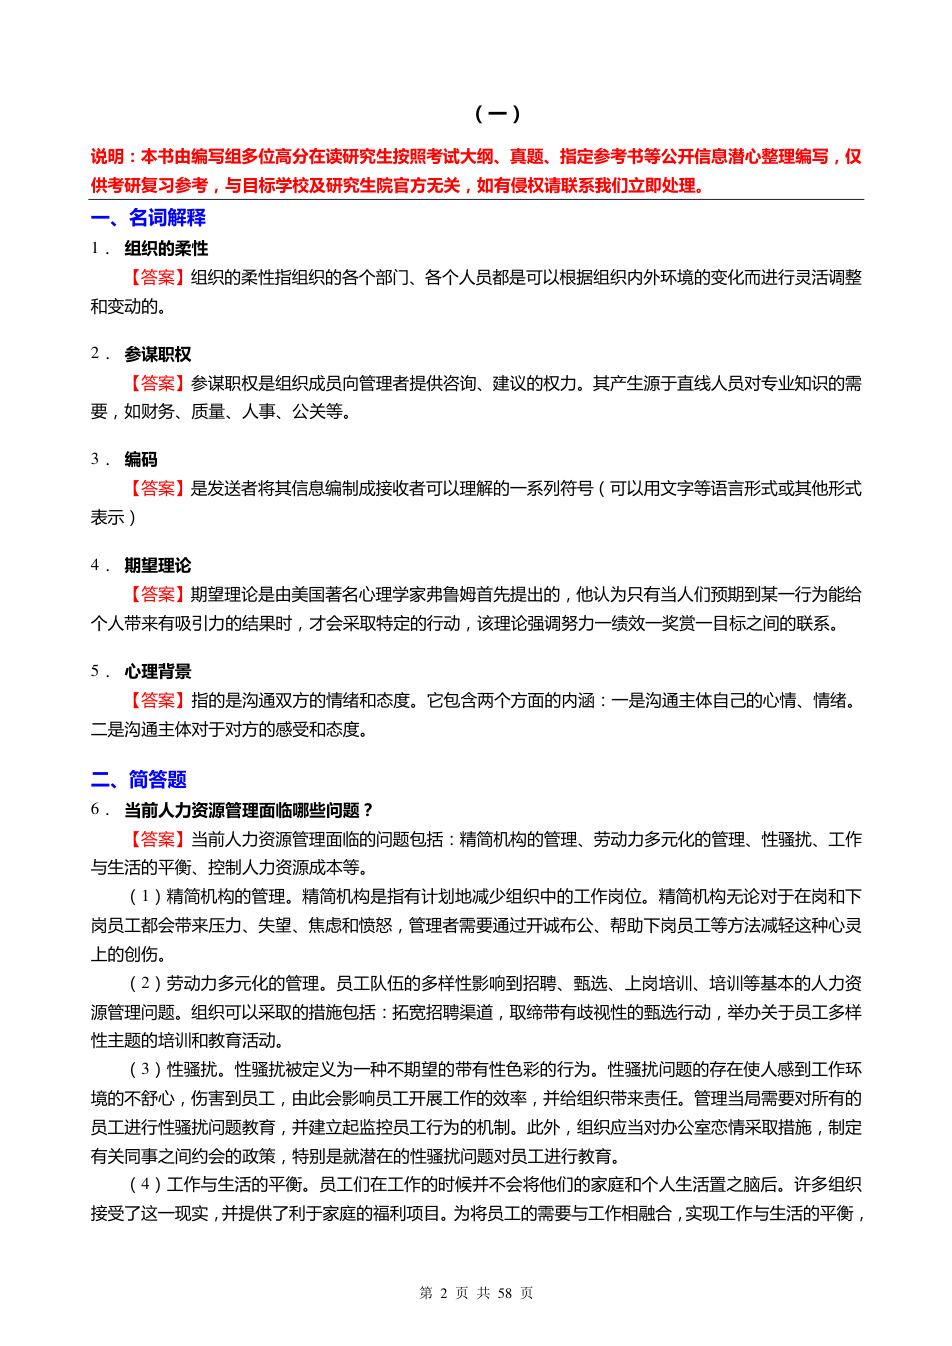 （一）
说明：本书由编写组多位高分在读研究生按照考试大纲、真题、指定参考书等公开信息潜心整理编写，仅
供考研复习参考，与目标学校及研究生院官方无关，如有侵权请联系我们立即处理。
一、名词解释
1． 组织的柔性
【答案】组织的柔性指组织的各个部门、各个人员都是可以根据组织内外环境的变化而进行灵活调整
和变动的。
2． 参谋职权
【答案】参谋职权是组织成员向管理者提供咨询、建议的权力。其产生源于直线人员对专业知识的需
要，如财务、质量、人事、公关等。
3． 编码
【答案】是发送者将其信息编制成接收者可以理解的一系列符号（可以用文字等语言形式或其他形式
表示）
4． 期望理论
【答案】期望理论是由美国著名心理学家弗鲁姆首先提出的，他认为只有当人们预期到某一行为能给
个人带来有吸引力的结果时，才会采取特定的行动，该理论强调努力一绩效一奖赏一目标之间的联系。
5． 心理背景
【答案】指的是沟通双方的情绪和态度。它包含两个方面的内涵：一是沟通主体自己的心情、情绪。
二是沟通主体对于对方的感受和态度。
二、简答题
6． 当前人力资源管理面临哪些问题？
【答案】当前人力资源管理面临的问题包括：精简机构的管理、劳动力多元化的管理、性骚扰、工作
与生活的平衡、控制人力资源成本等。
（1）精简机构的管理。精简机构是指有计划地减少组织中的工作岗位。精简机构无论对于在岗和下
岗员工都会带来压力、失望、焦虑和愤怒，管理者需要通过开诚布公、帮助下岗员工等方法减轻这种心灵
上的创伤。
（2）劳动力多元化的管理。员工队伍的多样性影响到招聘、甄选、上岗培训、培训等基本的人力资
源管理问题。组织可以采取的措施包括：拓宽招聘渠道，取缔带有歧视性的甄选行动，举办关于员工多样
性主题的培训和教育活动。
（3）性骚扰。性骚扰被定义为一种不期望的带有性色彩的行为。性骚扰问题的存在使人感到工作环
境的不舒心，伤害到员工，由此会影响员工开展工作的效率，并给组织带来责任。管理当局需要对所有的
员工进行性骚扰问题教育，并建立起监控员工行为的机制。此外，组织应当对办公室恋情采取措施，制定
有关同事之间约会的政策，特别是就潜在的性骚扰问题对员工进行教育。
（4）工作与生活的平衡。员工们在工作的时候并不会将他们的家庭和个人生活置之脑后。许多组织
接受了这一现实，并提供了利于家庭的福利项目。为将员工的需要与工作相融合，实现工作与生活的平衡，
第 2 页 共 58 页